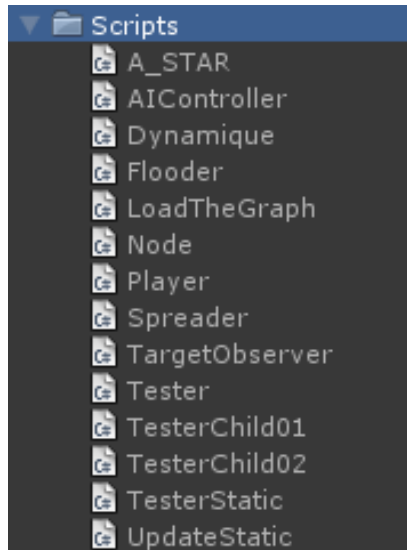 Scripts
A_STAR
AIController
Dynamique
Flooder
LoadTheGraph
Node
Player
Spreader
TargetObserver
Tester
TesterChild01
TesterChild02
TesterStatic
UpdateStatic